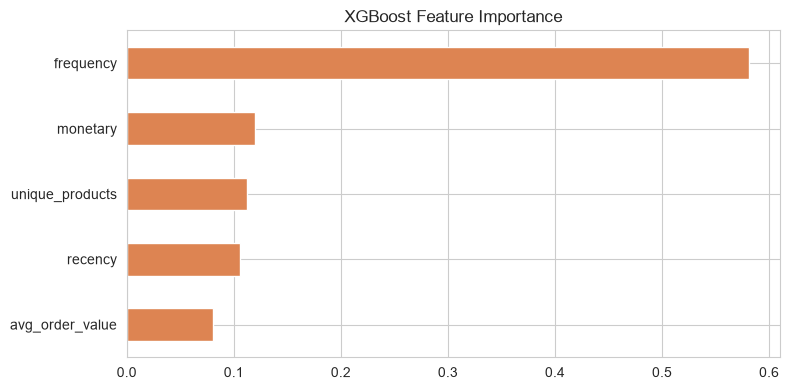 XGBoost Feature Importance
frequency
monetary
unique_products
recency
avg_order_value
0.0 0.1 0.2 0.3 0.4 0.5 0.6